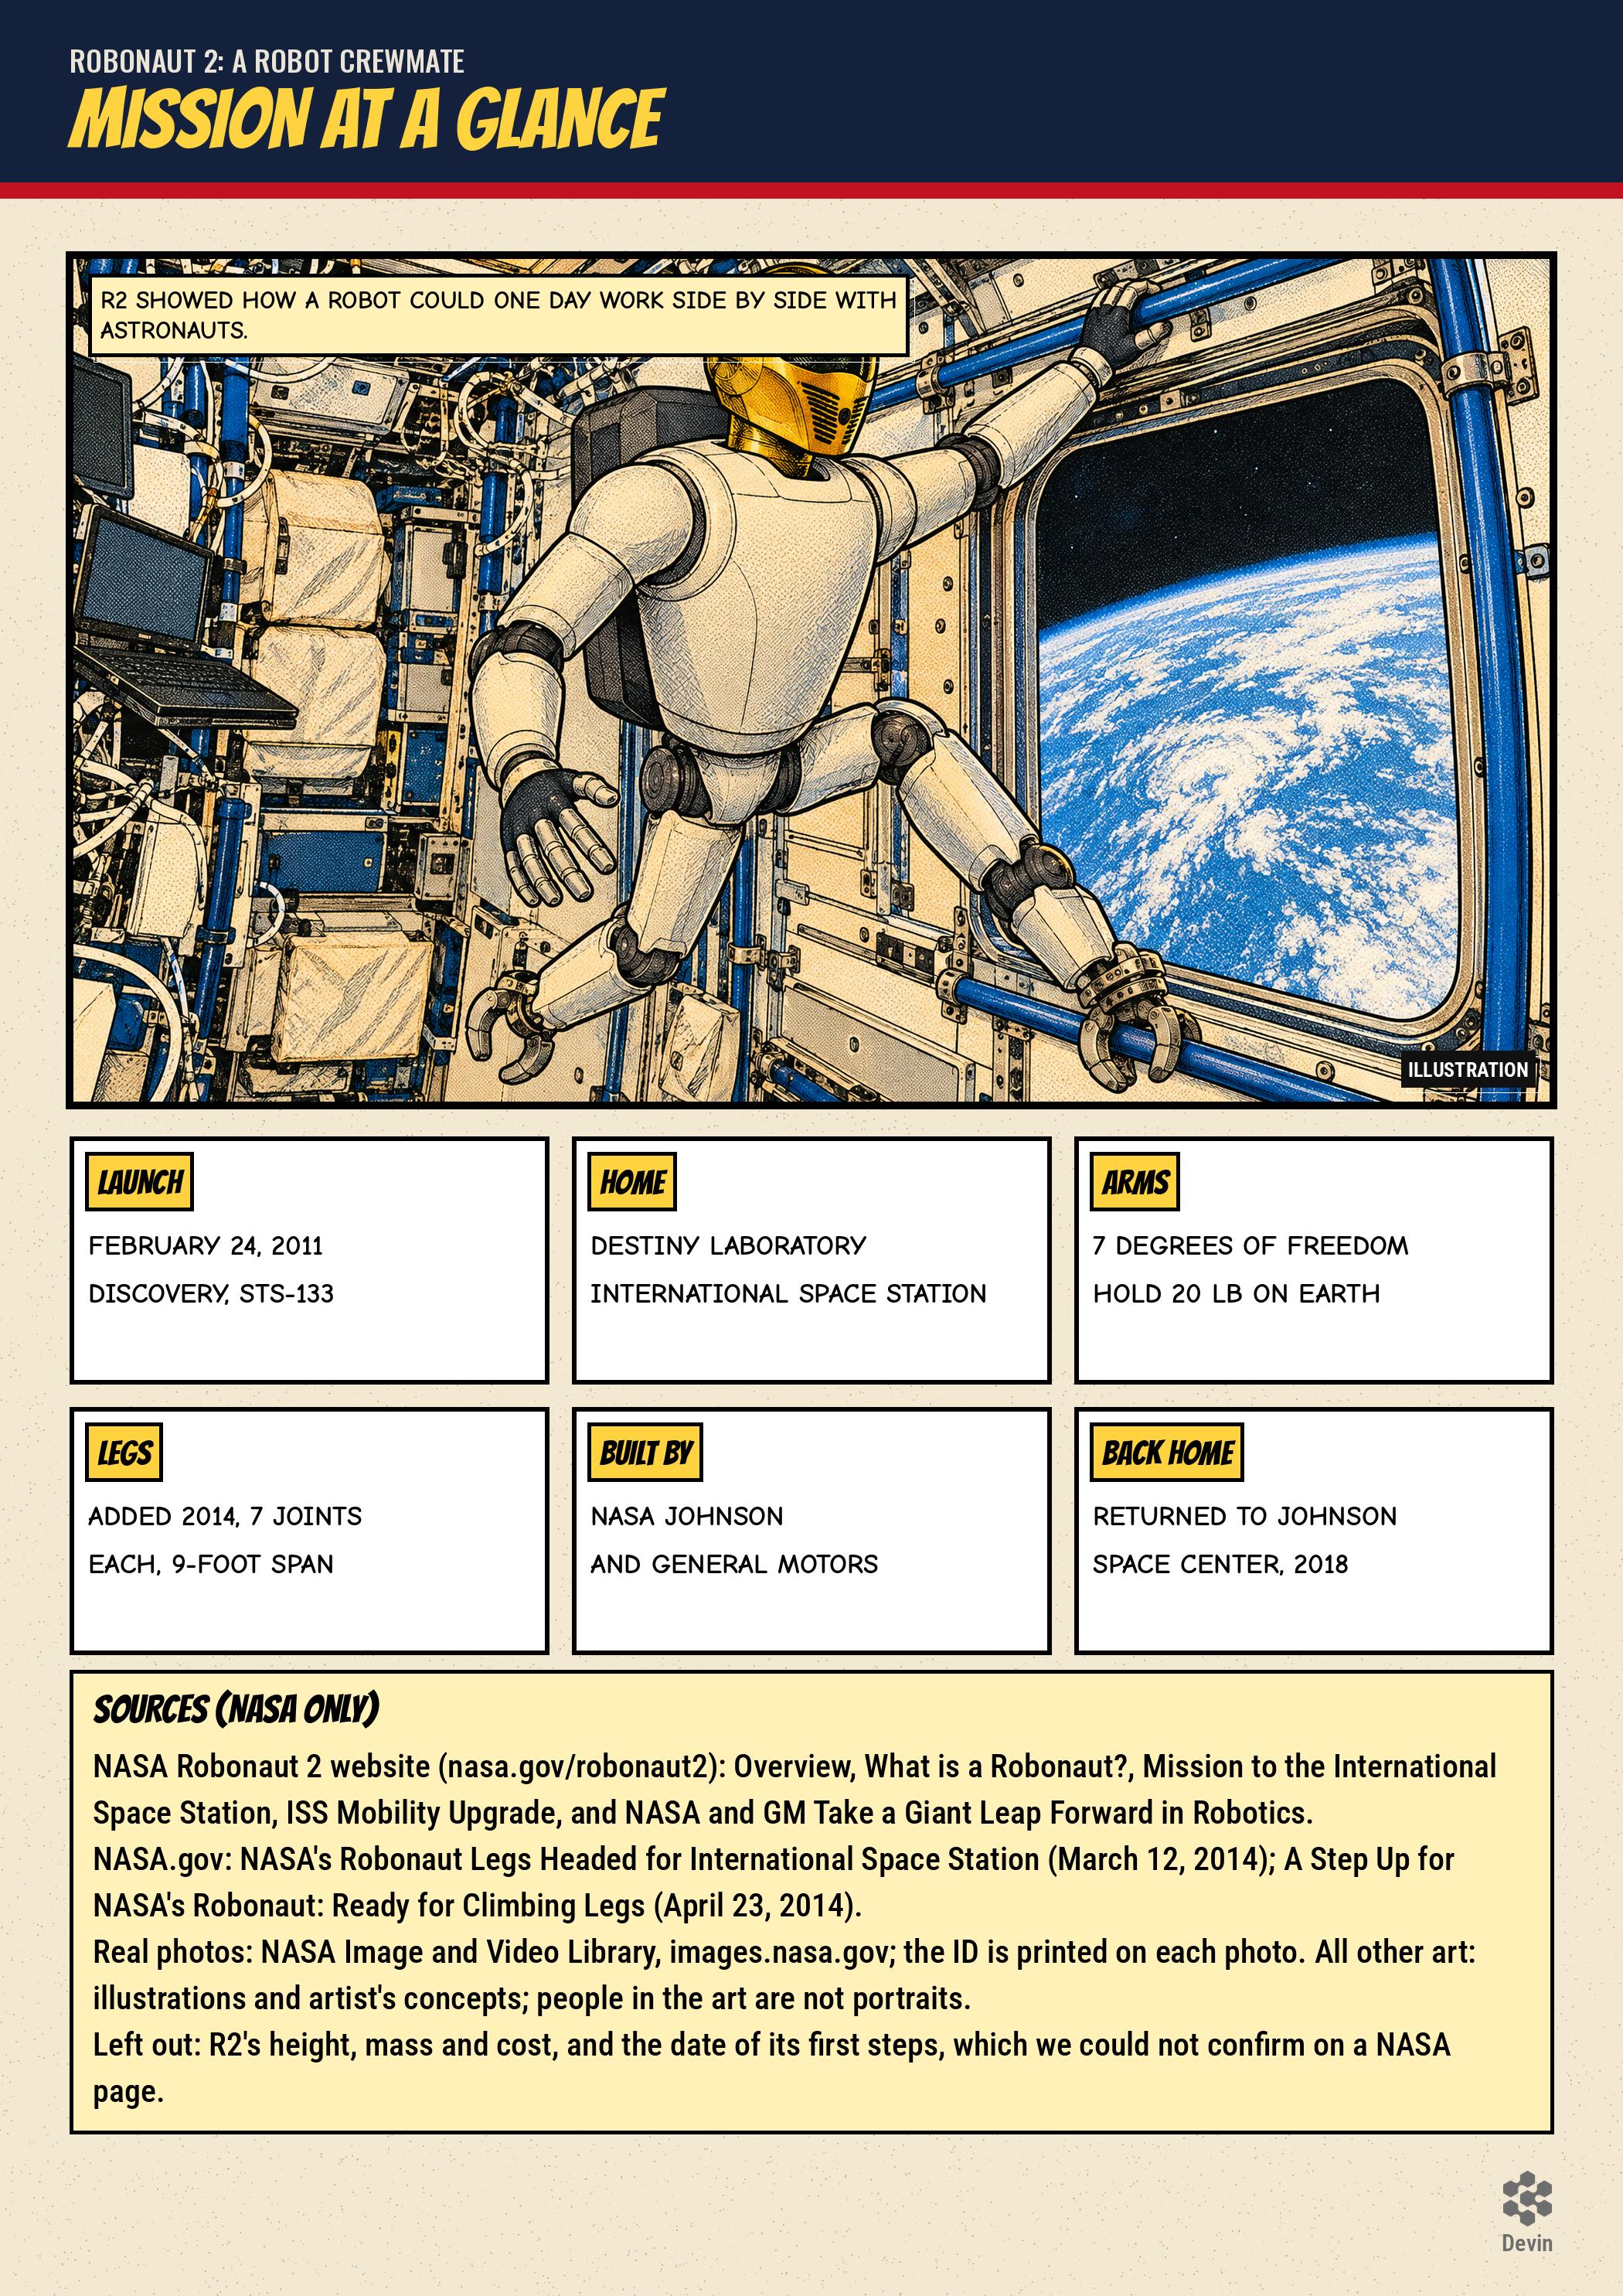 ROBONAUT 2: A ROBOT CREWMATE
MISSION AT A GLANCE
R2 SHOWED HOW A ROBOT COULD ONE DAY WORK SIDE BY SIDE WITH
ASTRONAUTS.
ILLUSTRATION
LAUNCH
FEBRUARY 24, 2011
DISCOVERY, STS-133
HOME
DESTINY LABORATORY
INTERNATIONAL SPACE STATION
ARMS
7 DEGREES OF FREEDOM
HOLD 20 LB ON EARTH
LEGS
ADDED 2014, 7 JOINTS
EACH, 9-FOOT SPAN
BUILT BY
NASA JOHNSON
AND GENERAL MOTORS
BACK HOME
RETURNED TO JOHNSON
SPACE CENTER, 2018
SOURCES (NASA ONLY)
NASA Robonaut 2 website (nasa.gov/robonaut2): Overview, What is a Robonaut?, Mission to the International
Space Station, ISS Mobility Upgrade, and NASA and GM Take a Giant Leap Forward in Robotics.
NASA.gov: NASA's Robonaut Legs Headed for International Space Station (March 12, 2014); A Step Up for
NASA's Robonaut: Ready for Climbing Legs (April 23, 2014).
Real photos: NASA Image and Video Library, images.nasa.gov; the ID is printed on each photo. All other art:
illustrations and artist's concepts; people in the art are not portraits.
Left out: R2's height, mass and cost, and the date of its first steps, which we could not confirm on a NASA
page.
Devin